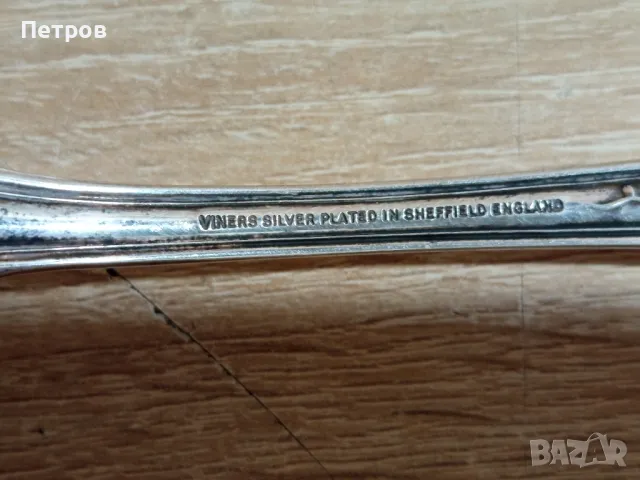 Петров
VINERS SILVER PLATED IN SHEFFIELD ENGLAND
BAZAR